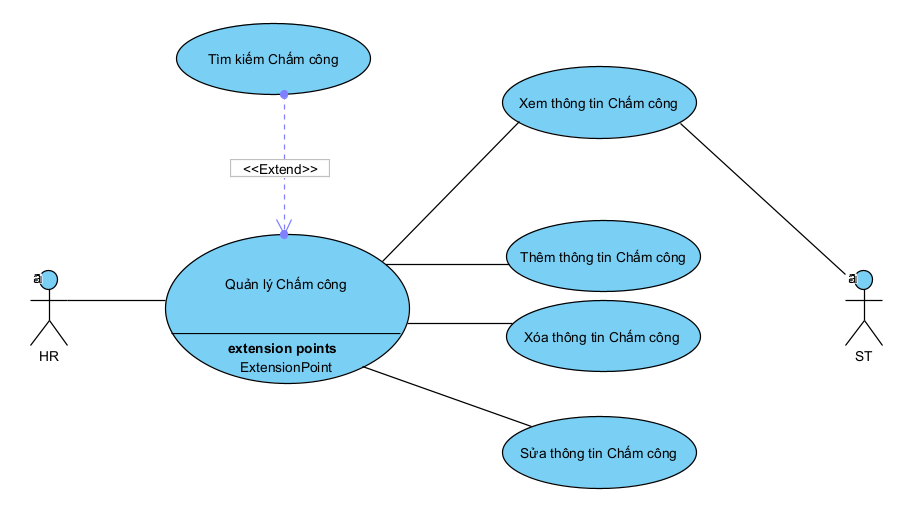 Tìm kiếm Chấm công
Xem thông tin Chấm công
<<Extend>>
Thêm thông tin Chấm công
Quản lý Chấm công
Xóa thông tin Chấm công
extension points
ExtensionPoint
HR
ST
Sửa thông tin Chấm công